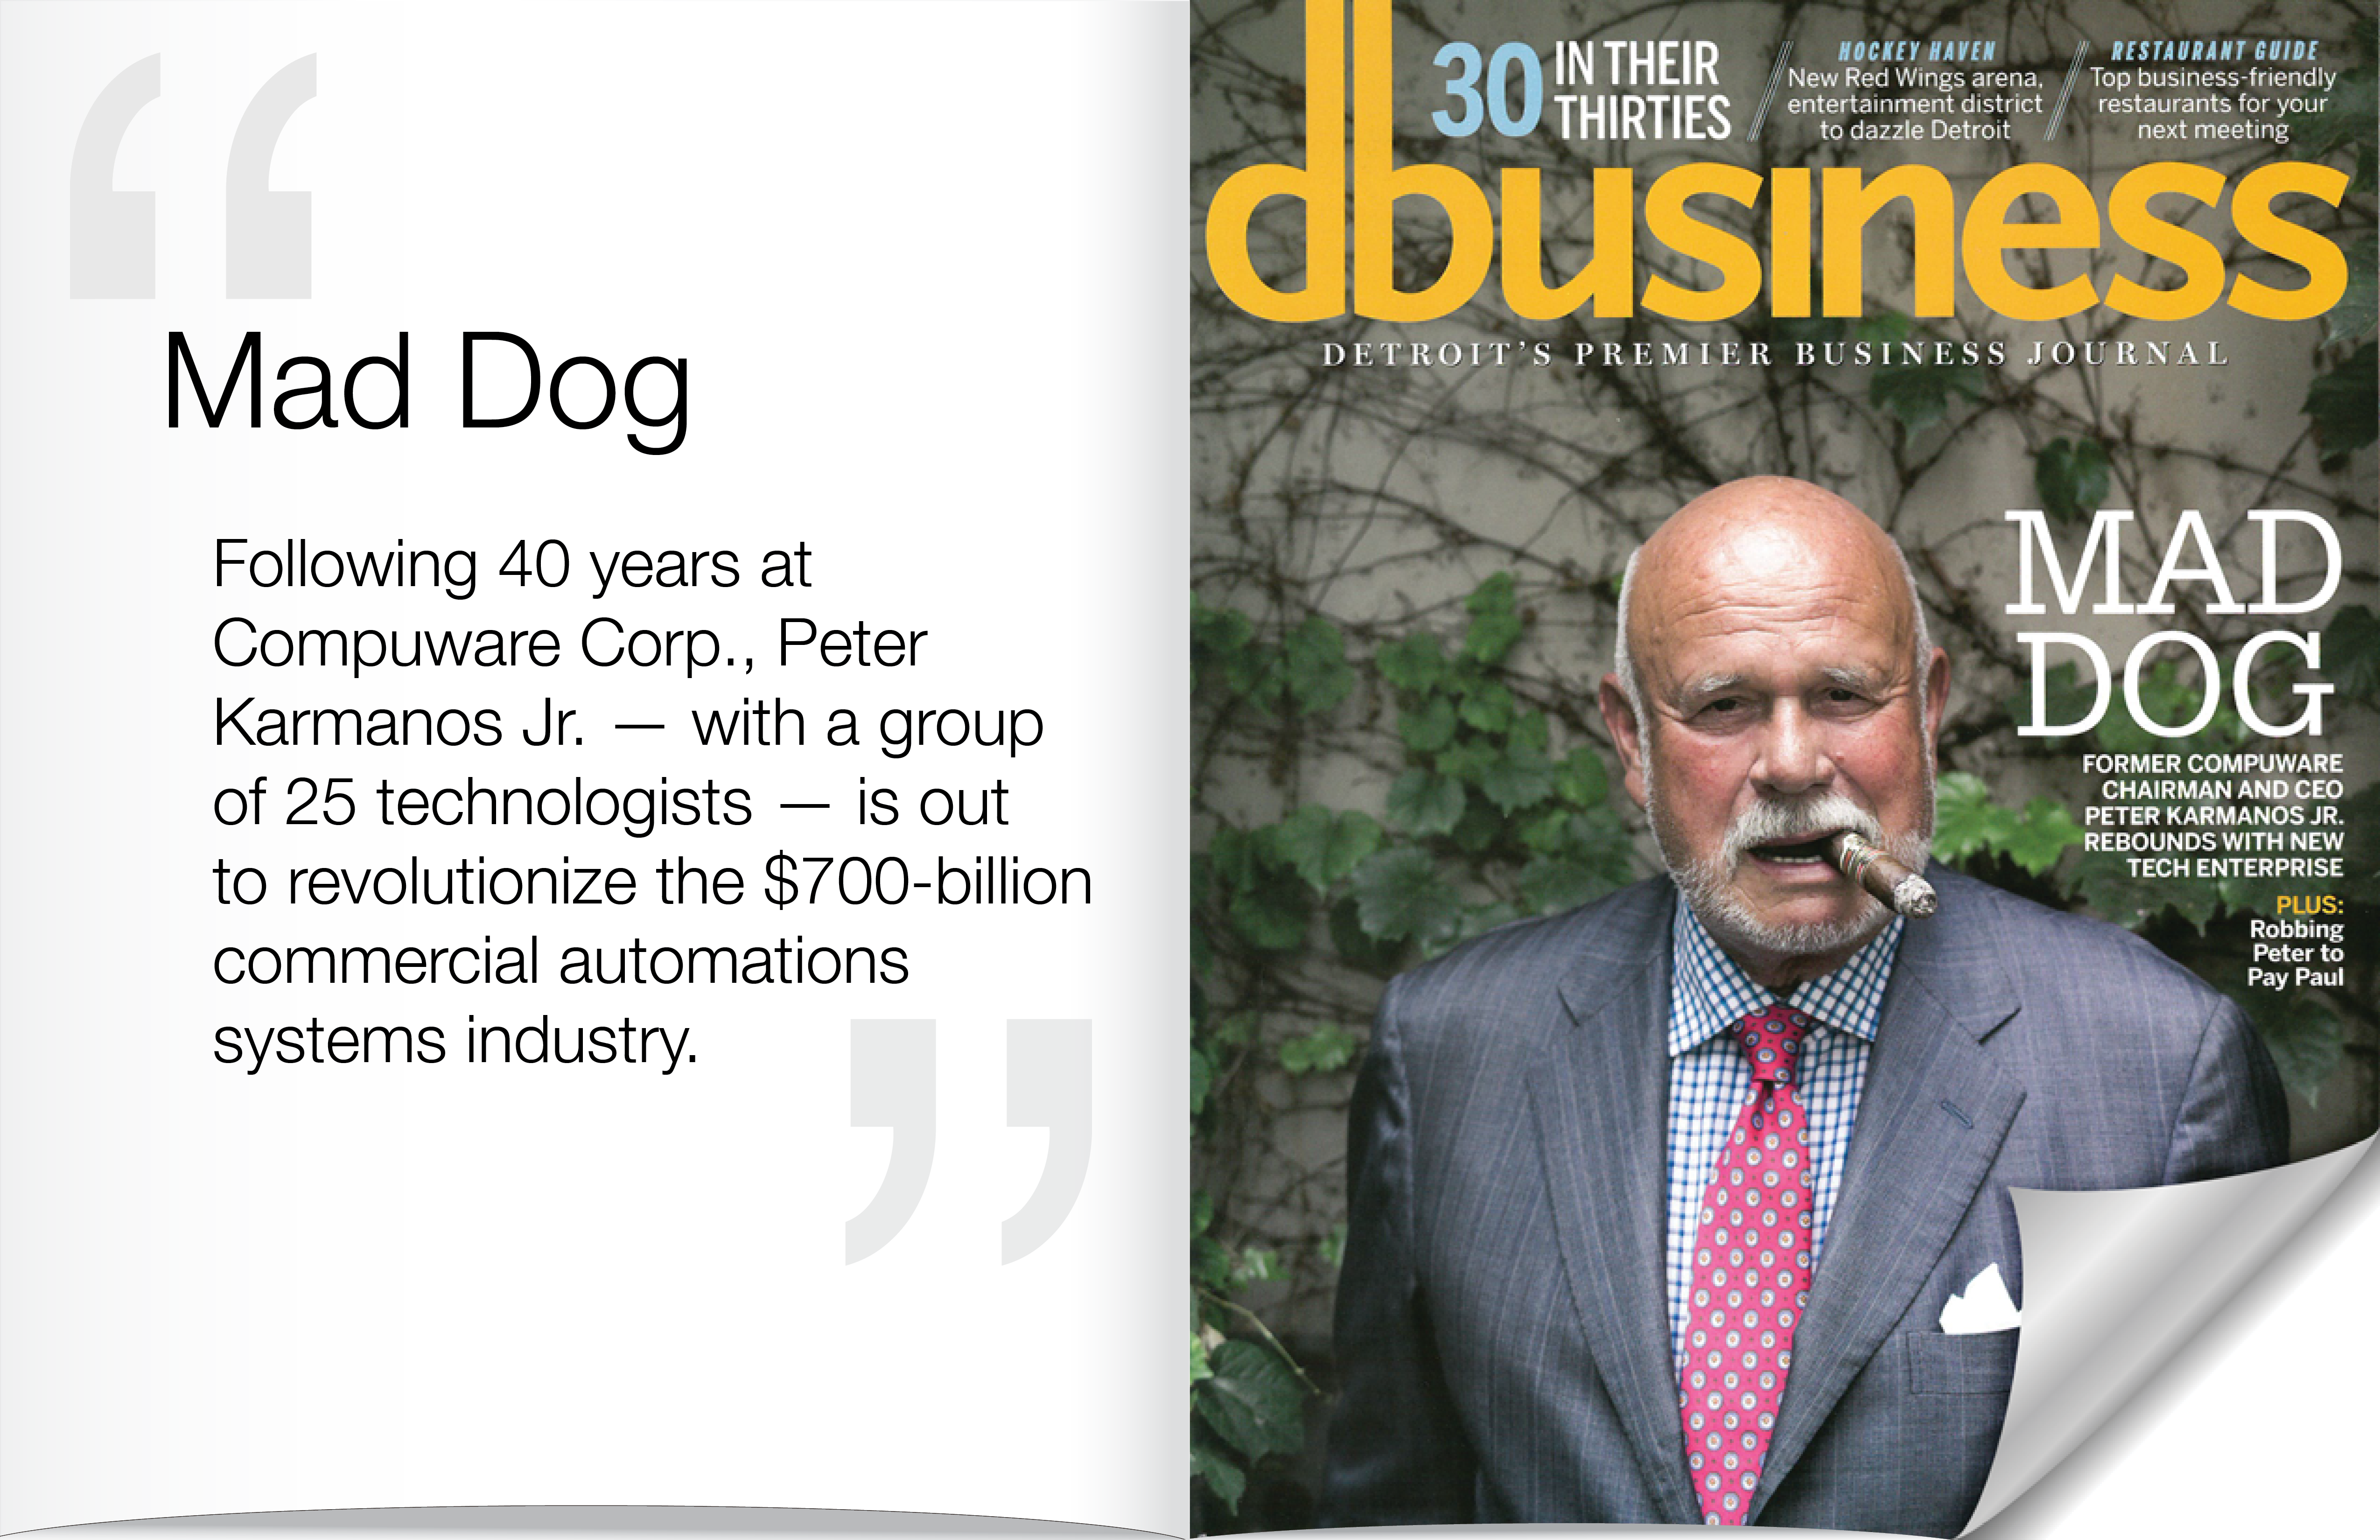 “
Mad Dog
Following 40 years at
Compuware Corp., Peter
Karmanos Jr. — with a group
of 25 technologists — is out
to revolutionize the $700-billion
commercial automations
systems industry.
”
30 IN THEIR
THIRTIES
HOCKEY HAVEN
New Red Wings arena,
entertainment district
to dazzle Detroit
RESTAURANT GUIDE
Top business-friendly
restaurants for your
next meeting
dbusiness
DETROIT’S PREMIER BUSINESS JOURNAL
MAD
DOG
FORMER COMPUWARE
CHAIRMAN AND CEO
PETER KARMANOS JR.
REBOUNDS WITH NEW
TECH ENTERPRISE
PLUS:
Robbing
Peter to
Pay Paul